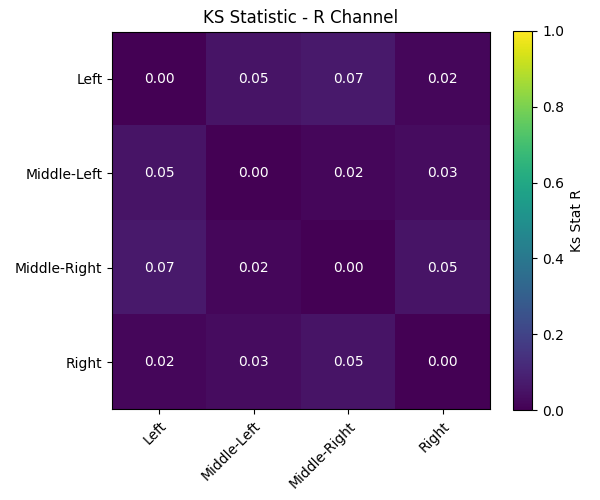 KS Statistic - R Channel
Left
0.00 0.05 0.07 0.02
Middle-Left
0.05 0.00 0.02 0.03
Middle-Right
0.07 0.02 0.00 0.05
Right
0.02 0.03 0.05 0.00
Left
Middle-Left
Middle-Right
Right
1.0
0.8
0.6
0.4
0.2
0.0
Ks Stat R